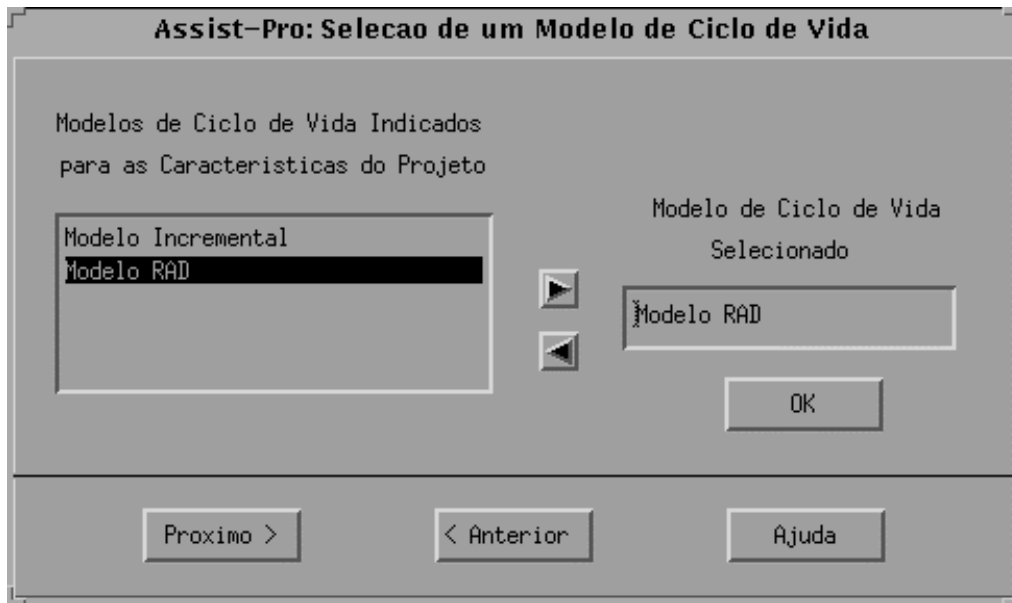 Assist-Pro: Selecao de um Modelo de Ciclo de Vida
Modelos de Ciclo de Vida Indicados
para as Caracteristicas do Projeto
Modelo Incremental
Modelo RAD
Modelo de Ciclo de Vida
Selecionado
Modelo RAD
OK
Proximo >
< Anterior
Ajuda